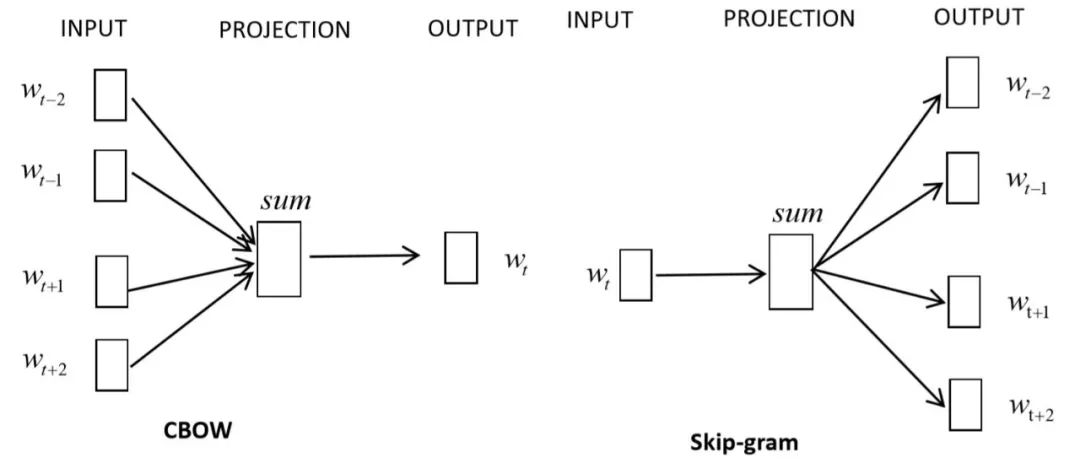 INPUT PROJECTION OUTPUT
w_{t-2}
w_{t-1}
sum
w_t
w_{t+1}
w_{t+2}
CBOW
INPUT PROJECTION OUTPUT
w_{t-2}
w_{t-1}
sum
w_t
w_{t+1}
w_{t+2}
Skip-gram